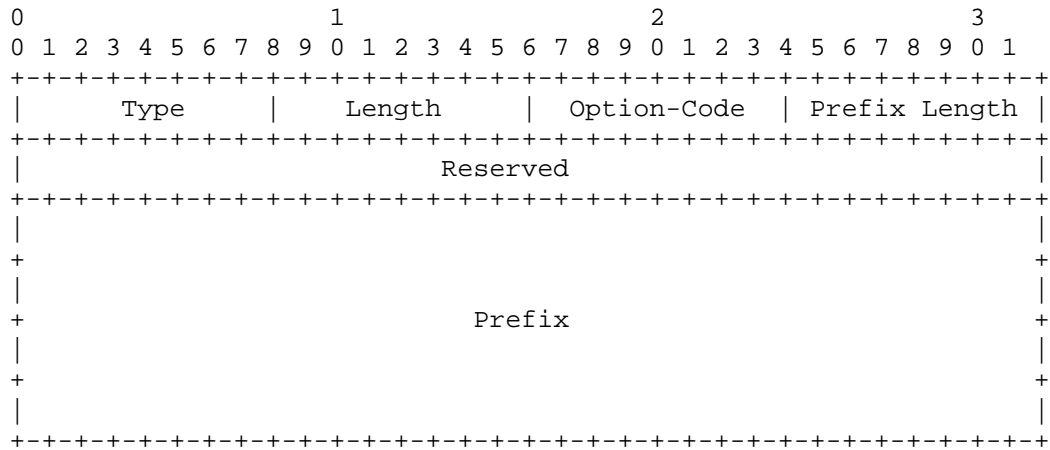 0                   1                   2                   3
0 1 2 3 4 5 6 7 8 9 0 1 2 3 4 5 6 7 8 9 0 1 2 3 4 5 6 7 8 9 0 1
+-+-+-+-+-+-+-+-+-+-+-+-+-+-+-+-+-+-+-+-+-+-+-+-+-+-+-+-+-+-+-+-+
|      Type     |    Length     |  Option-Code  | Prefix Length |
+-+-+-+-+-+-+-+-+-+-+-+-+-+-+-+-+-+-+-+-+-+-+-+-+-+-+-+-+-+-+-+-+
|                          Reserved                             |
+-+-+-+-+-+-+-+-+-+-+-+-+-+-+-+-+-+-+-+-+-+-+-+-+-+-+-+-+-+-+-+-+
|                                                               |
+                                                               +
|                                                               |
+                            Prefix                             +
|                                                               |
+                                                               +
|                                                               |
+-+-+-+-+-+-+-+-+-+-+-+-+-+-+-+-+-+-+-+-+-+-+-+-+-+-+-+-+-+-+-+-+